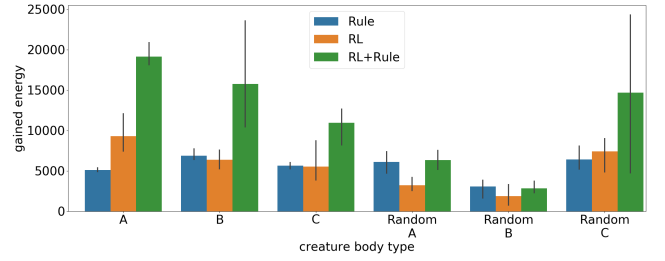 25000
20000
15000
10000
5000
0
gained energy
Rule
RL
RL+Rule
A B C Random Random Random
A B C
creature body type